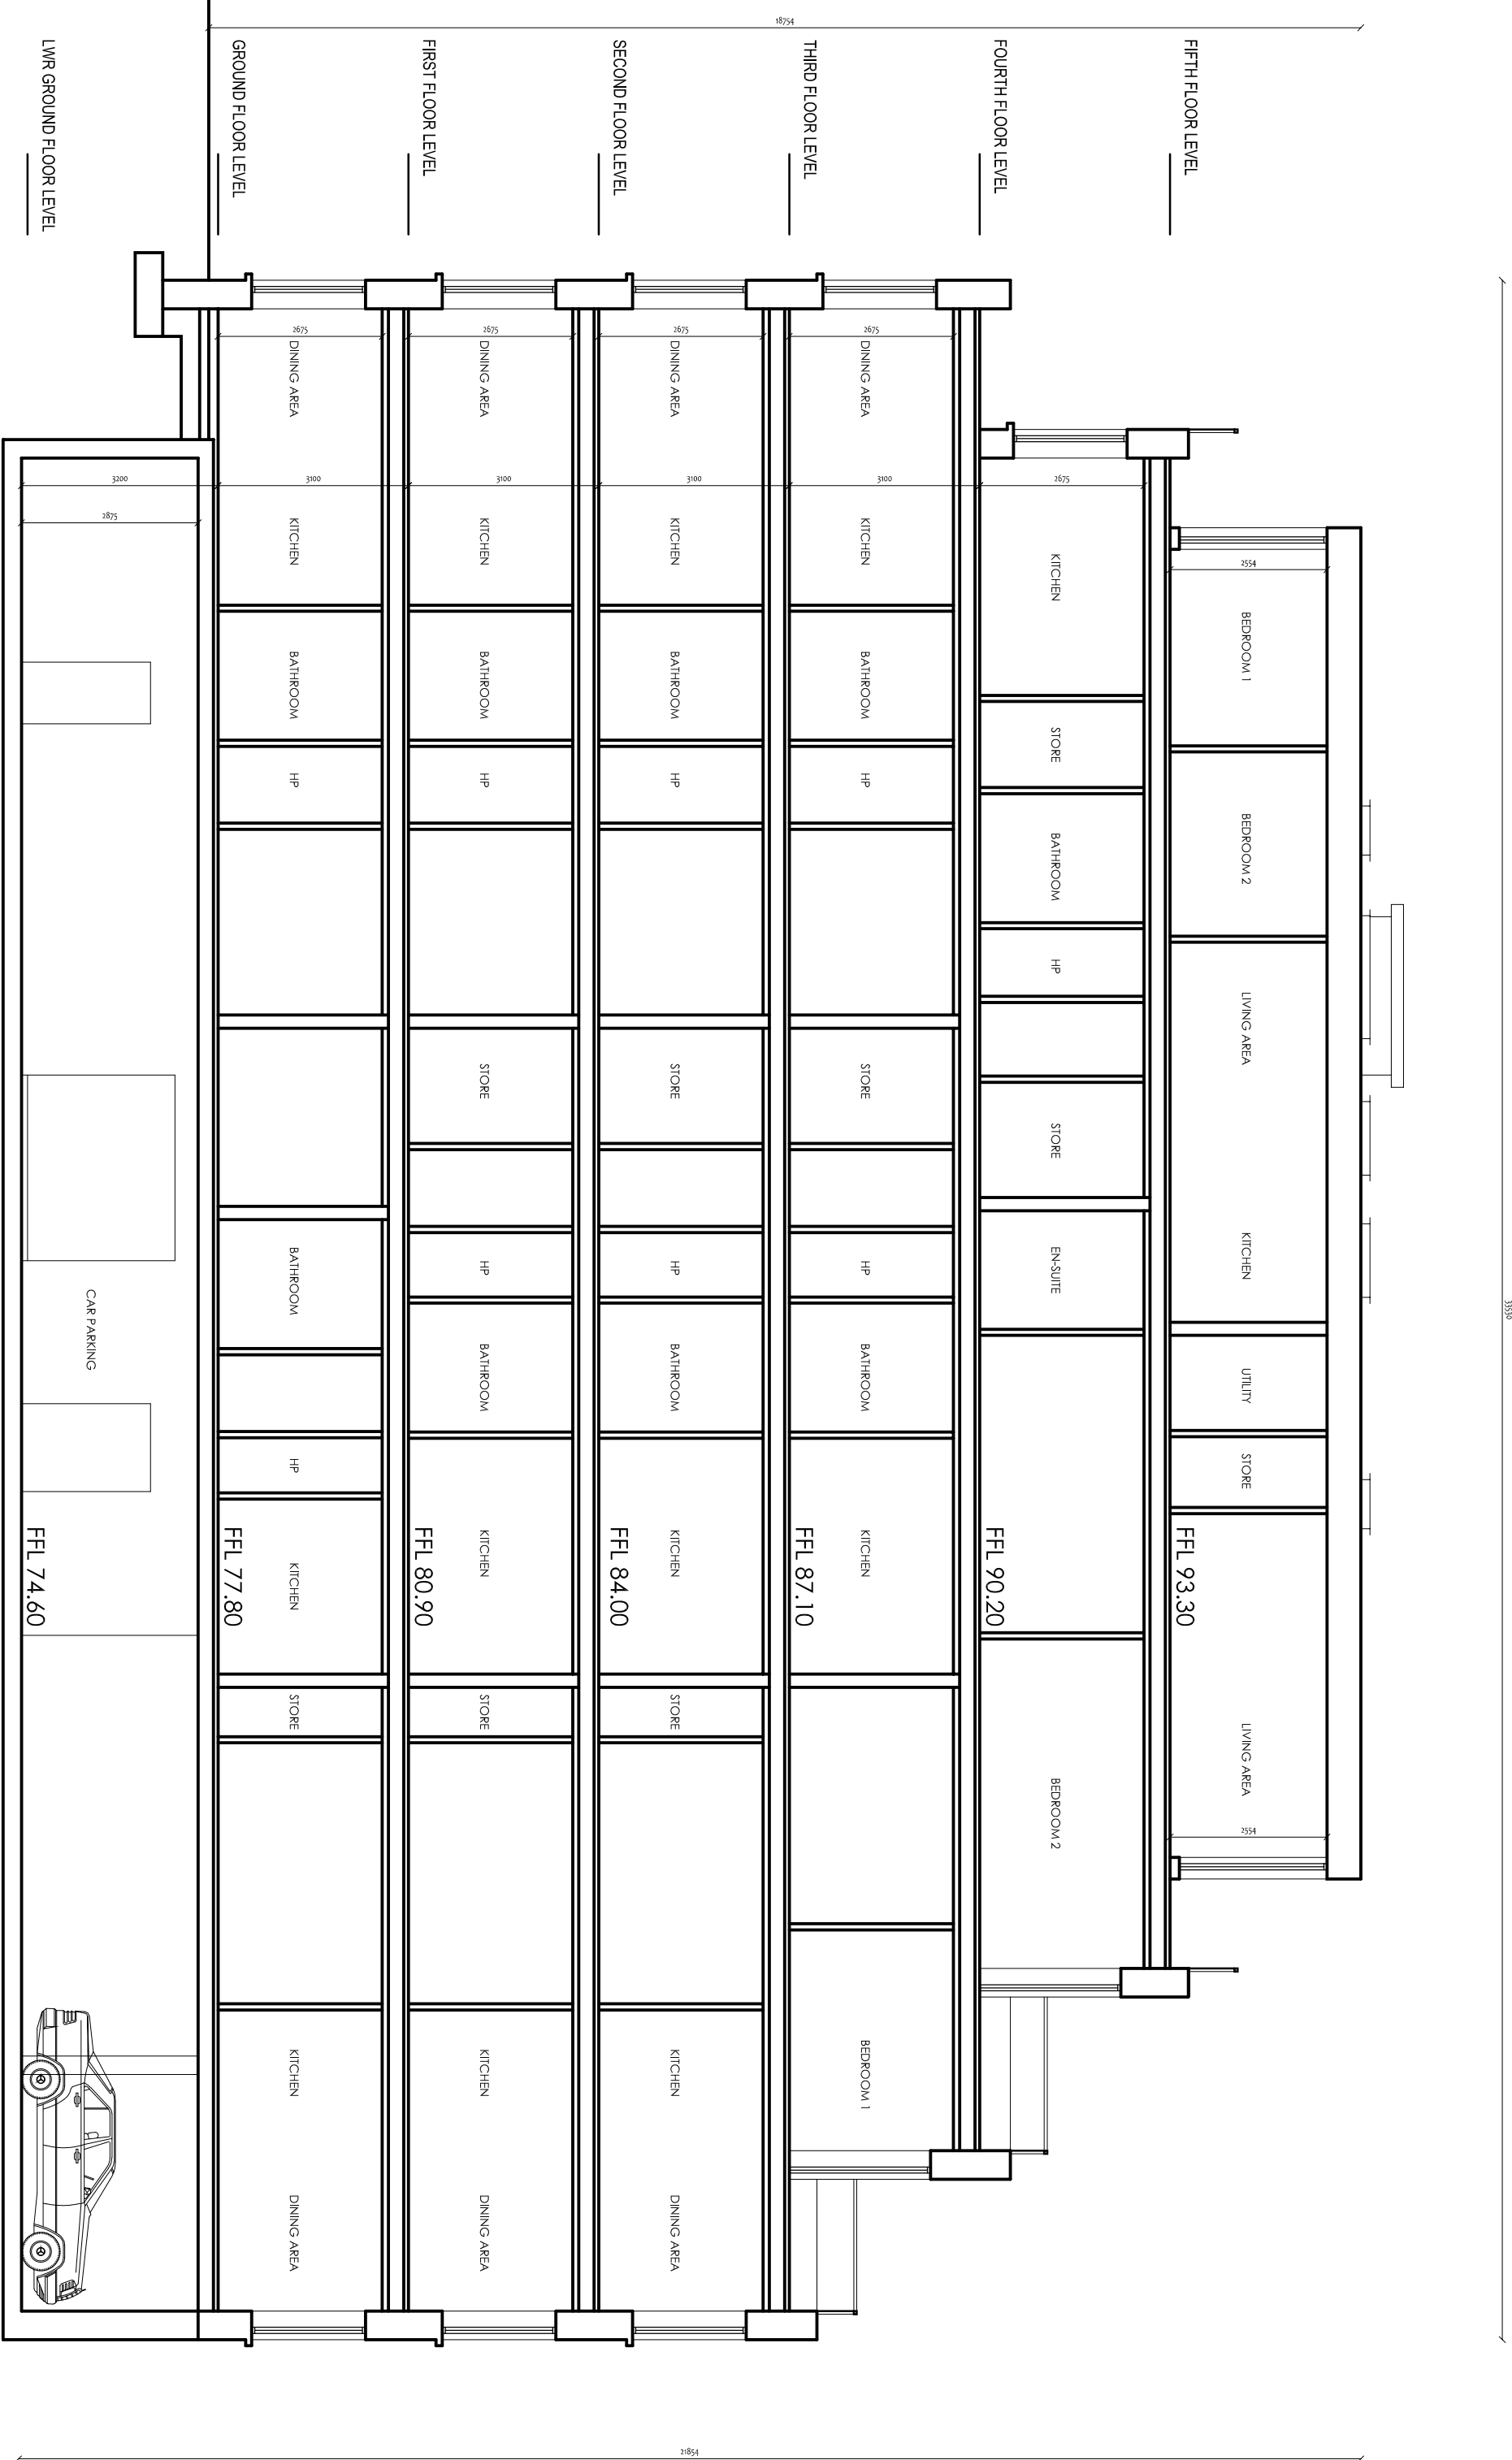 33530
FIFTH FLOOR LEVEL
2554
BEDROOM 1
BEDROOM 2
LIVING AREA
KITCHEN
UTILITY
STORE
FFL 93.30
LIVING AREA
2554
FOURTH FLOOR LEVEL
2675
KITCHEN
STORE
BATHROOM
HP
STORE
EN-SUITE
FFL 90.20
BEDROOM 2
THIRD FLOOR LEVEL
2675
DINING AREA
3100
KITCHEN
BATHROOM
HP
STORE
HP
BATHROOM
KITCHEN
FFL 87.10
BEDROOM 1
SECOND FLOOR LEVEL
2675
DINING AREA
3100
KITCHEN
BATHROOM
HP
STORE
HP
BATHROOM
KITCHEN
FFL 84.00
STORE
KITCHEN
DINING AREA
FIRST FLOOR LEVEL
2675
DINING AREA
3100
KITCHEN
BATHROOM
HP
STORE
HP
BATHROOM
KITCHEN
FFL 80.90
STORE
KITCHEN
DINING AREA
GROUND FLOOR LEVEL
2675
DINING AREA
3100
KITCHEN
BATHROOM
HP
BATHROOM
HP
KITCHEN
FFL 77.80
STORE
KITCHEN
DINING AREA
LWR GROUND FLOOR LEVEL
3200
2875
CAR PARKING
FFL 74.60
18754
21854